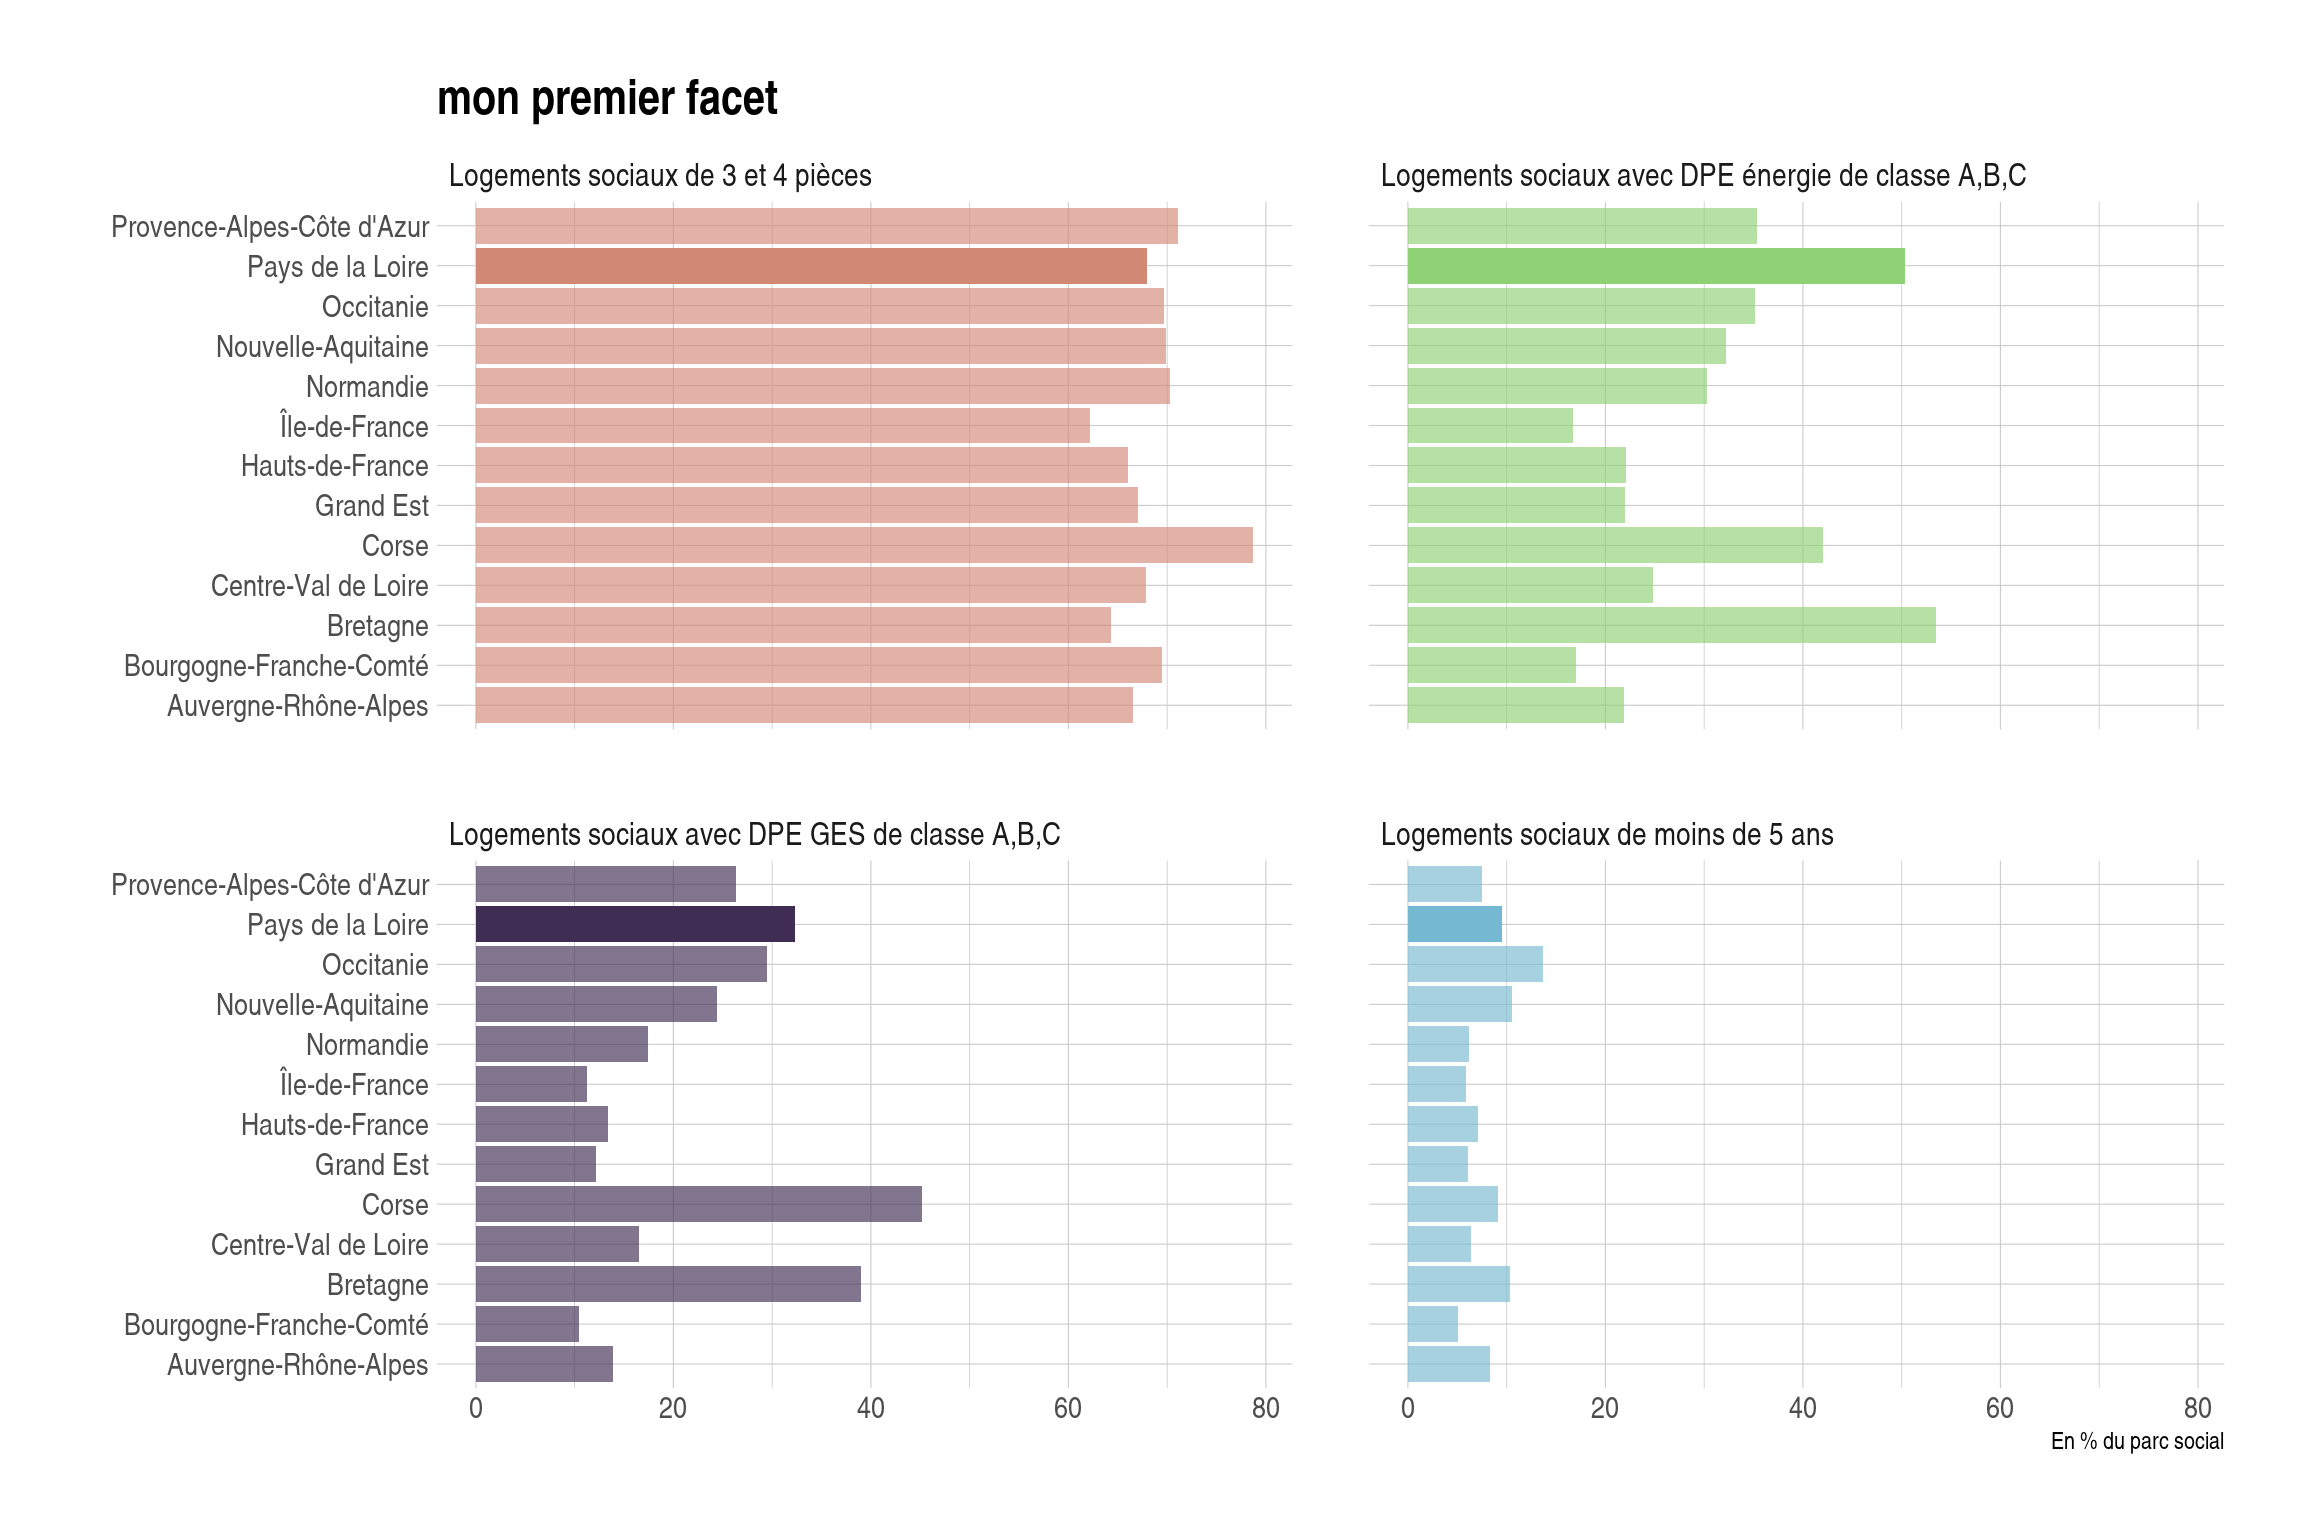 mon premier facet
Logements sociaux de 3 et 4 pièces
Logements sociaux avec DPE énergie de classe A,B,C
Provence-Alpes-Côte d'Azur
Pays de la Loire
Occitanie
Nouvelle-Aquitaine
Normandie
Île-de-France
Hauts-de-France
Grand Est
Corse
Centre-Val de Loire
Bretagne
Bourgogne-Franche-Comté
Auvergne-Rhône-Alpes
Logements sociaux avec DPE GES de classe A,B,C
Logements sociaux de moins de 5 ans
Provence-Alpes-Côte d'Azur
Pays de la Loire
Occitanie
Nouvelle-Aquitaine
Normandie
Île-de-France
Hauts-de-France
Grand Est
Corse
Centre-Val de Loire
Bretagne
Bourgogne-Franche-Comté
Auvergne-Rhône-Alpes
0 20 40 60 80
0 20 40 60 80
En % du parc social